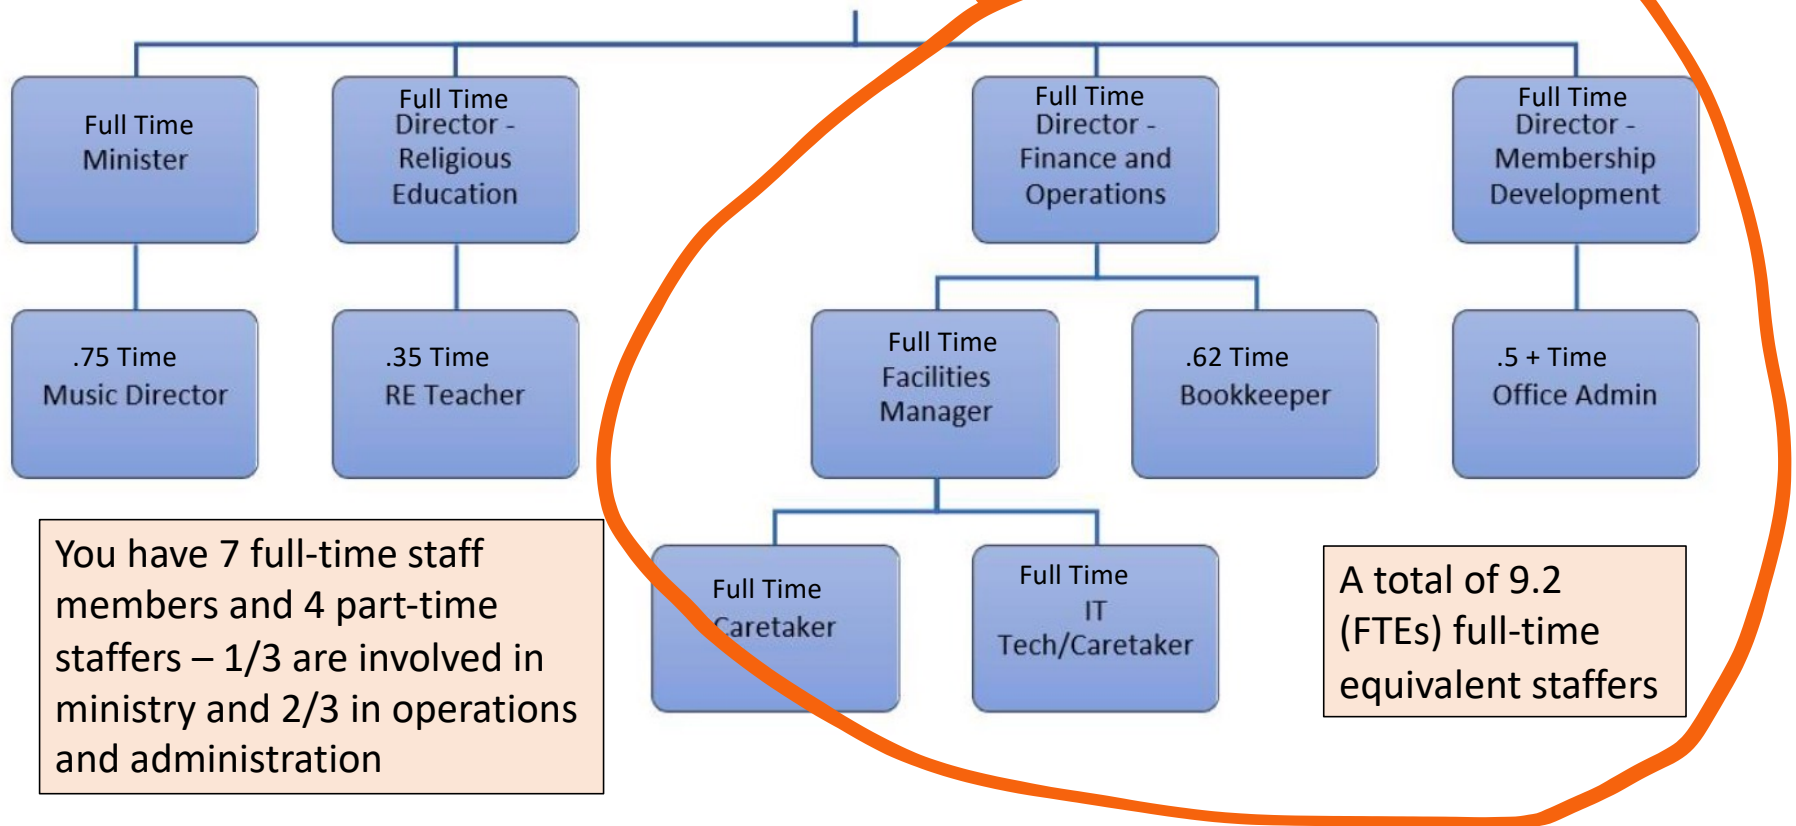 Full Time
Minister
Full Time
Director -
Religious
Education
Full Time
Director -
Finance and
Operations
Full Time
Director -
Membership
Development
.75 Time
Music Director
.35 Time
RE Teacher
Full Time
Facilities
Manager
.62 Time
Bookkeeper
.5 + Time
Office Admin
Full Time
Caretaker
Full Time
IT
Tech/Caretaker
You have 7 full-time staff
members and 4 part-time
staffers – 1/3 are involved in
ministry and 2/3 in operations
and administration
A total of 9.2
(FTEs) full-time
equivalent staffers